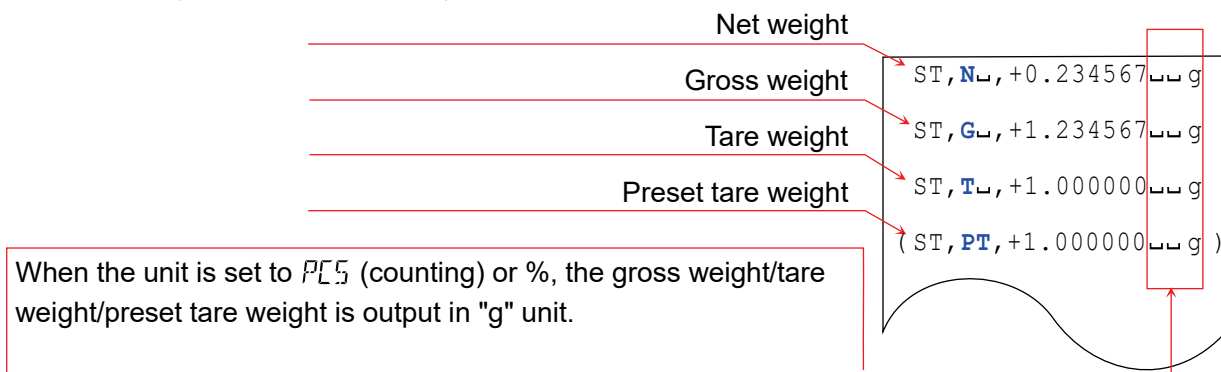 Net weight
ST,N␣,+0.234567␣␣g
Gross weight
ST,G␣,+1.234567␣␣g
Tare weight
ST,T␣,+1.000000␣␣g
Preset tare weight
(ST,PT,+1.000000␣␣g)
When the unit is set to PCS (counting) or %, the gross weight/tare
weight/preset tare weight is output in "g" unit.